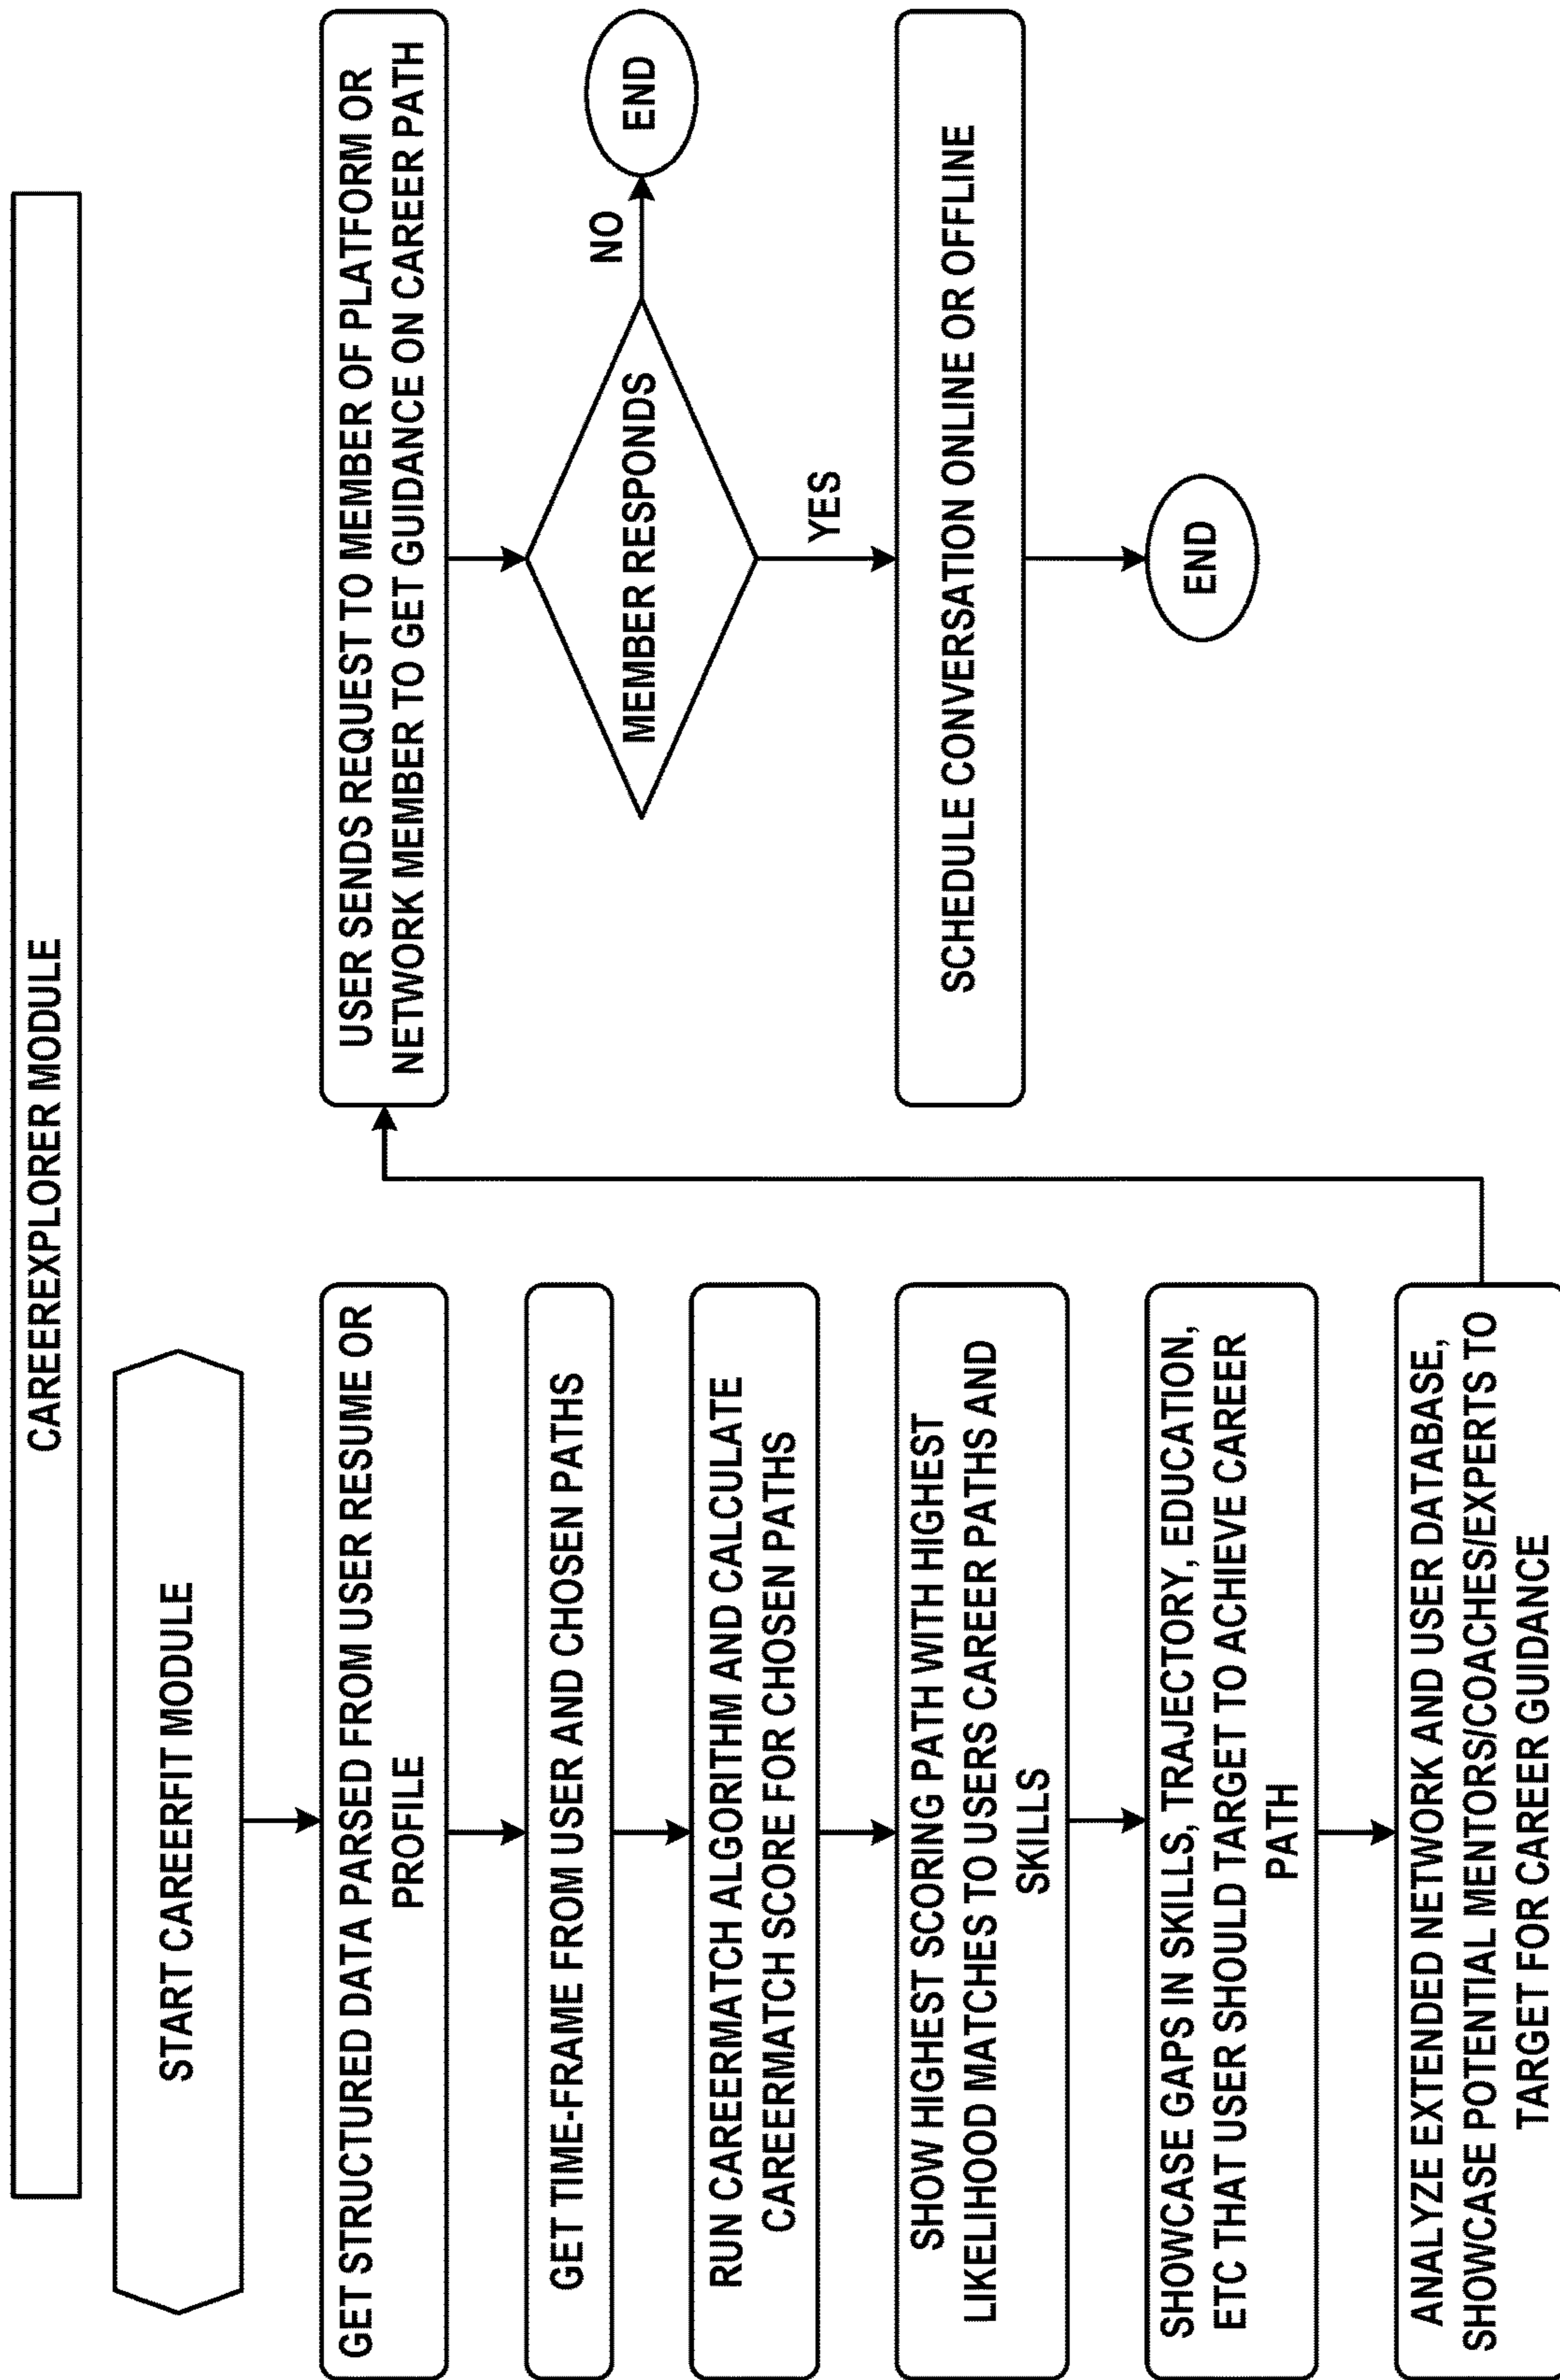 CAREEREXPLORER MODULE
START CAREERFIT MODULE
GET STRUCTURED DATA PARSED FROM USER RESUME OR
PROFILE
GET TIME-FRAME FROM USER AND CHOSEN PATHS
RUN CAREERMATCH ALGORITHM AND CALCULATE
CAREERMATCH SCORE FOR CHOSEN PATHS
SHOW HIGHEST SCORING PATH WITH HIGHEST
LIKELIHOOD MATCHES TO USERS CAREER PATHS AND
SKILLS
SHOWCASE GAPS IN SKILLS, TRAJECTORY, EDUCATION,
ETC THAT USER SHOULD TARGET TO ACHIEVE CAREER
PATH
ANALYZE EXTENDED NETWORK AND USER DATABASE,
SHOWCASE POTENTIAL MENTORS/COACHES/EXPERTS TO
TARGET FOR CAREER GUIDANCE
USER SENDS REQUEST TO MEMBER OF PLATFORM OR
NETWORK MEMBER TO GET GUIDANCE ON CAREER PATH
MEMBER RESPONDS
NO
END
YES
SCHEDULE CONVERSATION ONLINE OR OFFLINE
END